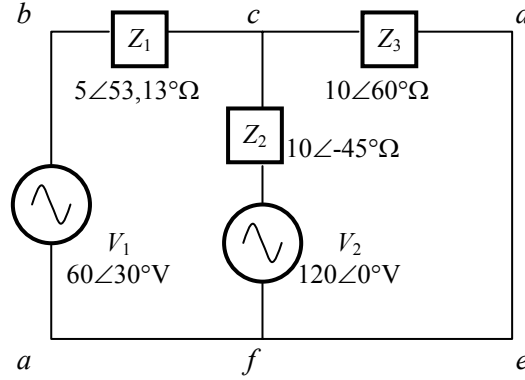 b c d
Z1 Z3
5∠53,13°Ω 10∠60°Ω
Z2
10∠-45°Ω
V1 V2
60∠30°V 120∠0°V
a f e